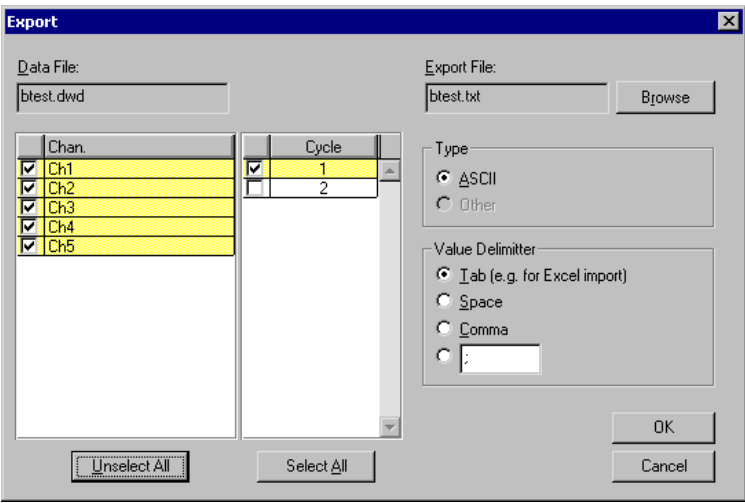 Export
Data File:
btest.dwd
Export File:
btest.txt
Browse
Chan.
Ch1
Ch2
Ch3
Ch4
Ch5
Cycle
1
2
Type
ASCII
Other
Value Delimitter
Tab (e.g. for Excel import)
Space
Comma
;
Unselect All
Select All
OK
Cancel